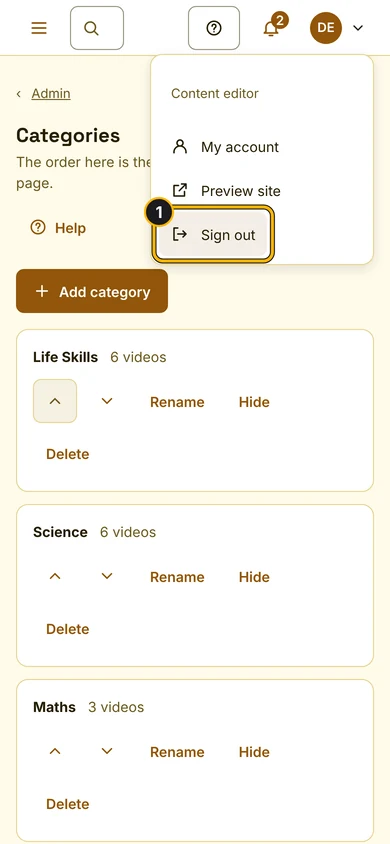 2
DE
Content editor
Admin
My account
Categories
The order here is the
page.
Preview site
1
Help
Sign out
Add category
Life Skills 6 videos
Rename Hide
Delete
Science 6 videos
Rename Hide
Delete
Maths 3 videos
Rename Hide
Delete